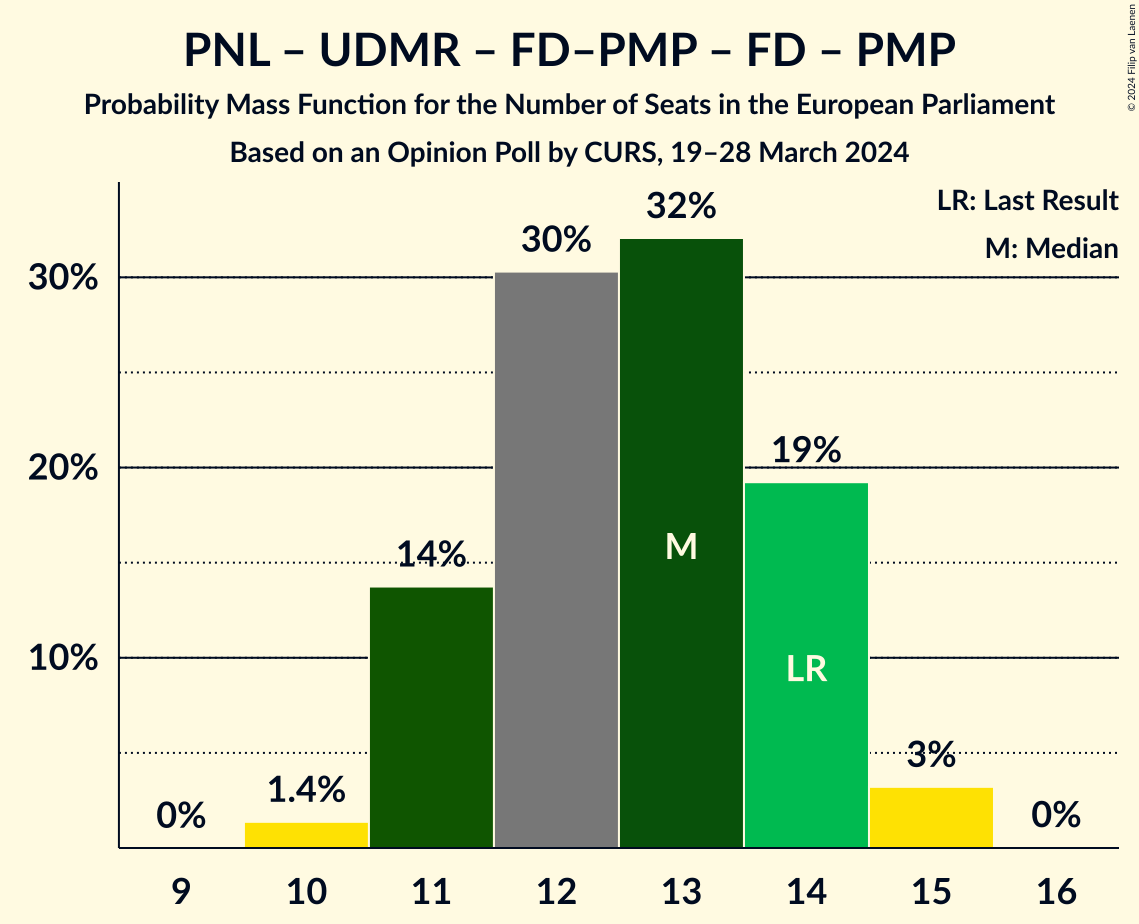 PNL – UDMR – FD–PMP – FD – PMP
Probability Mass Function for the Number of Seats in the European Parliament
Based on an Opinion Poll by CURS, 19–28 March 2024
© 2024 Filip van Laenen
LR: Last Result
M: Median
30%
20%
10%
0%
1.4%
14%
30%
32%
19%
3%
0%
M
LR
9
10
11
12
13
14
15
16